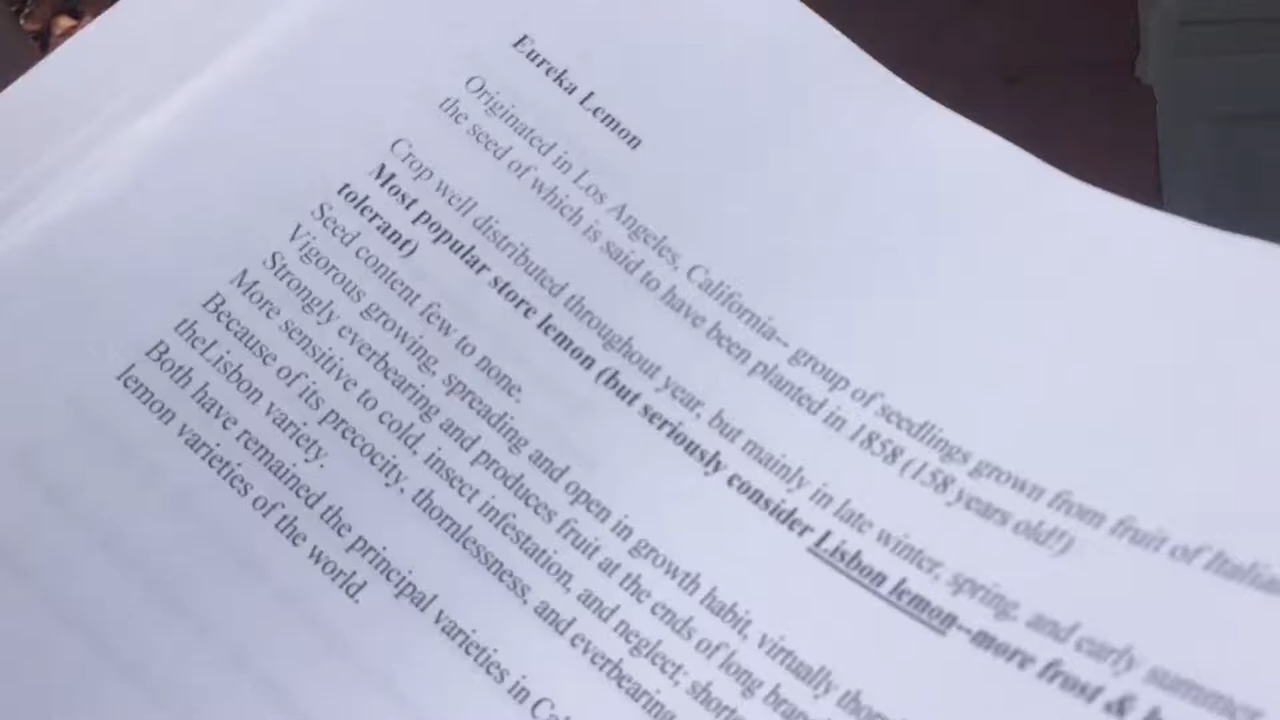 Eureka Lemon
Originated in Los Angeles, California-- group of seedlings grown from fruit of
the seed of which is said to have been planted in 1858 (158 years old!)
Crop well distributed throughout year, but mainly in late winter, spring, and early summer.
Most popular store lemon (but seriously consider Lisbon lemon--more frost &
tolerant)
Seed content few to none.
Vigorous growing, spreading and open in growth habit, virtually
Strongly everbearing and produces fruit at the ends of long
More sensitive to cold, insect infestation, and neglect;
Because of its precocity, thornlessness, and everbearing
theLisbon variety.
Both have remained the principal varieties in
lemon varieties of the world.